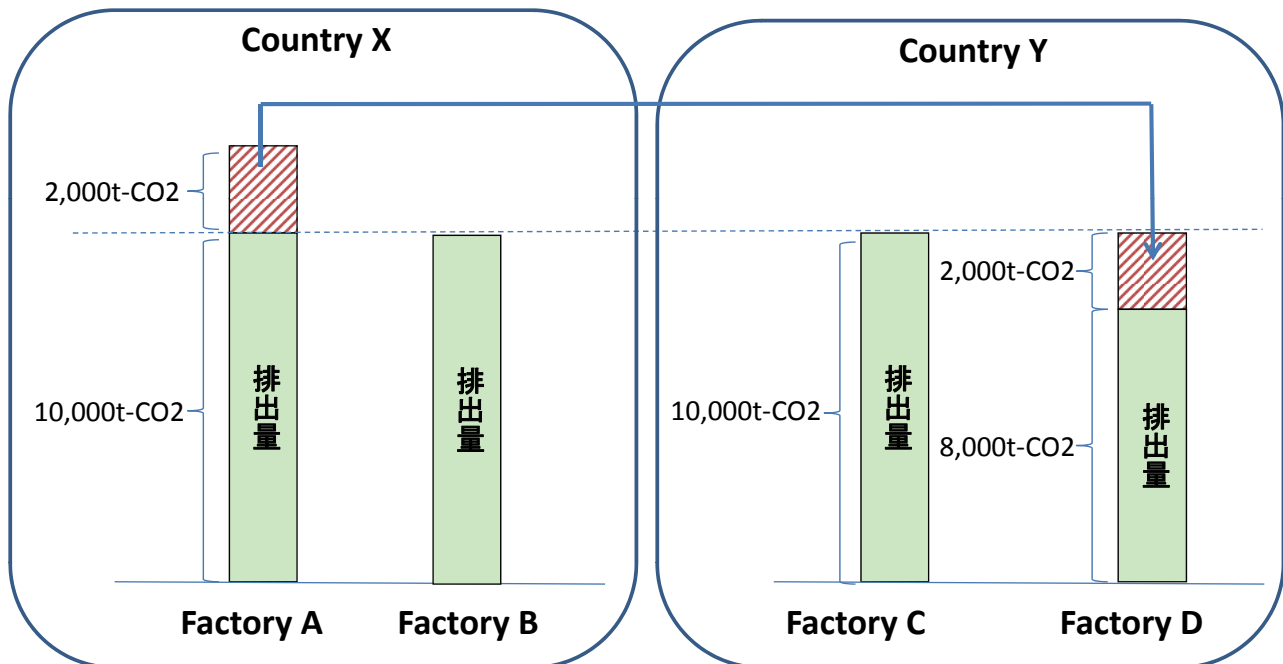 Country X
Country Y
2,000t-CO2
10,000t-CO2
排出量
排出量
10,000t-CO2
排出量
2,000t-CO2
8,000t-CO2
排出量
Factory A
Factory B
Factory C
Factory D